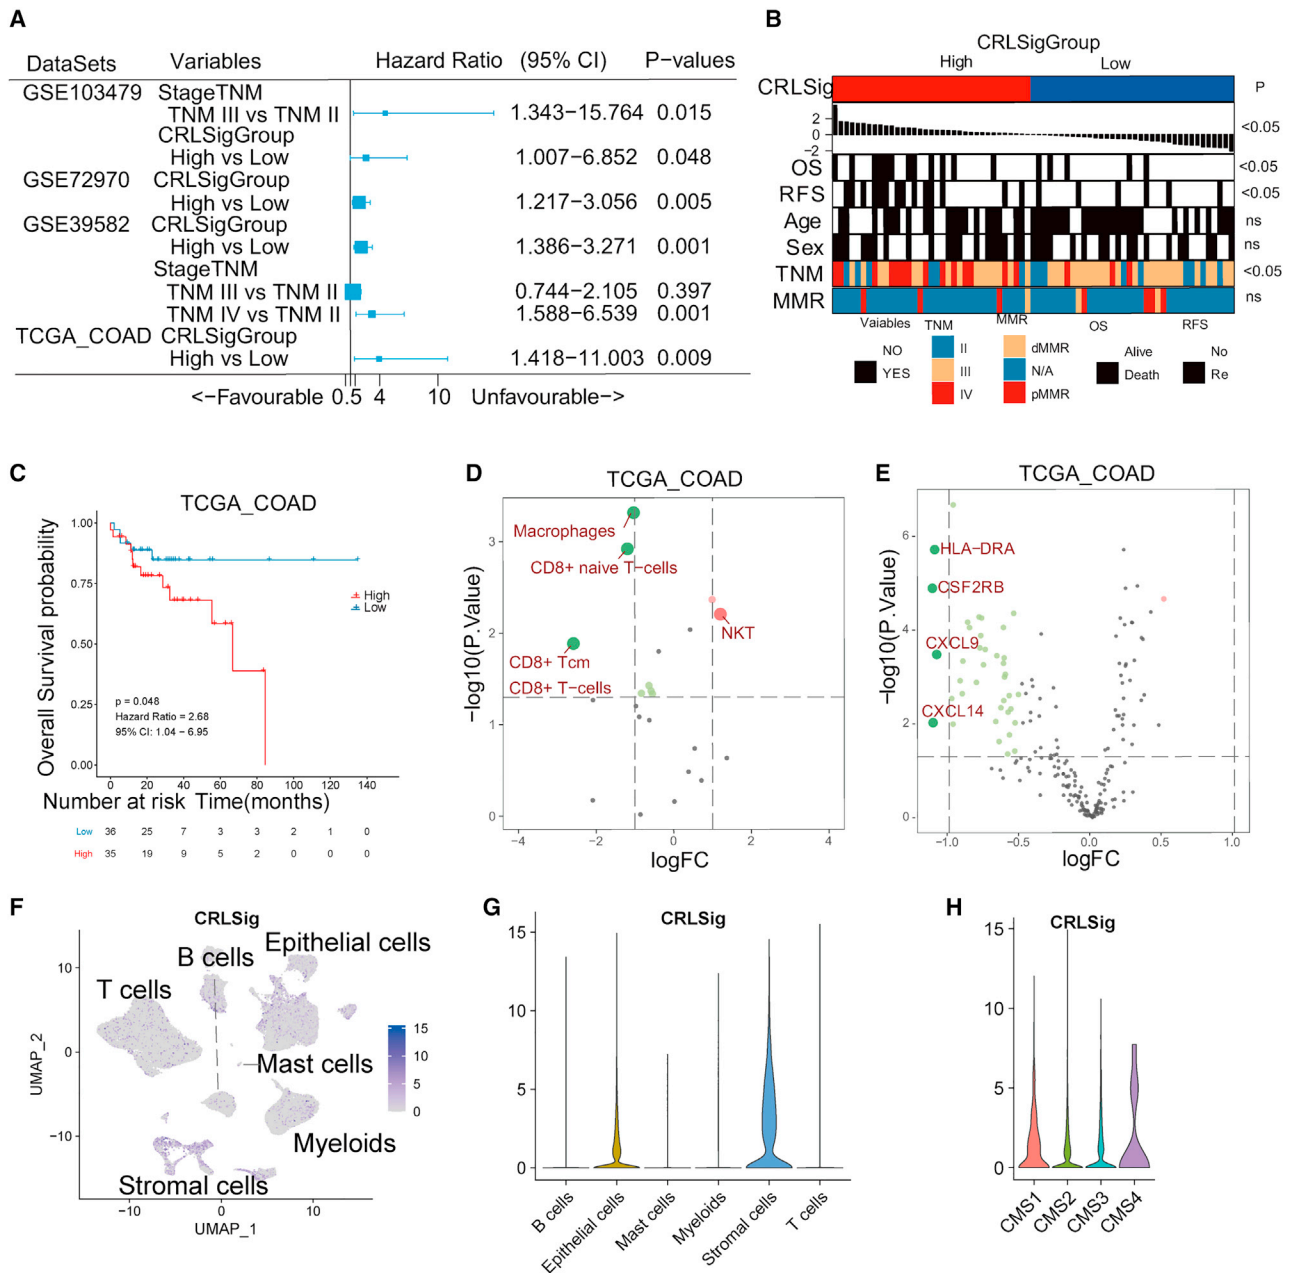 A
DataSets Variables Hazard Ratio (95% CI) P−values
GSE103479 StageTNM
TNM III vs TNM II 1.343−15.764 0.015
CRLSigGroup
High vs Low 1.007−6.852 0.048
GSE72970 CRLSigGroup
High vs Low 1.217−3.056 0.005
GSE39582 CRLSigGroup
High vs Low 1.386−3.271 0.001
StageTNM
TNM III vs TNM II 0.744−2.105 0.397
TNM IV vs TNM II 1.588−6.539 0.001
TCGA_COAD CRLSigGroup
High vs Low 1.418−11.003 0.009
<−Favourable 0.5 4 10 Unfavourable−>
B
CRLSigGroup
High Low
CRLSig P
2
0
−2
<0.05
OS <0.05
RFS <0.05
Age ns
Sex ns
TNM <0.05
MMR ns
Vaiables TNM MMR OS RFS
NO II dMMR Alive No
YES III N/A Death Re
IV pMMR
C
TCGA_COAD
Overall Survival probability
1.00
0.75
0.50
0.25
0.00
High
Low
p = 0.048
Hazard Ratio = 2.68
95% CI: 1.04 − 6.95
0 20 40 60 80 100 120 140
Number at risk Time(months)
Low 36 25 7 3 3 2 1 0
High 35 19 9 5 2 0 0 0
D
TCGA_COAD
−log10(P.Value)
3
2
1
0
Macrophages
CD8+ naive T−cells
NKT
CD8+ Tcm
CD8+ T−cells
−4 −2 0 2 4
logFC
E
TCGA_COAD
−log10(P.Value)
6
4
2
0
HLA−DRA
CSF2RB
CXCL9
CXCL14
−1.0 −0.5 0.0 0.5 1.0
logFC
F
CRLSig
UMAP_2
10
0
−10
B cells
Epithelial cells
T cells
Mast cells
Myeloids
Stromal cells
15
10
5
0
−10 0 10
UMAP_1
G
CRLSig
15
10
5
0
B cells
Epithelial cells
Mast cells
Myeloids
Stromal cells
T cells
H
CRLSig
15
10
5
0
CMS1
CMS2
CMS3
CMS4